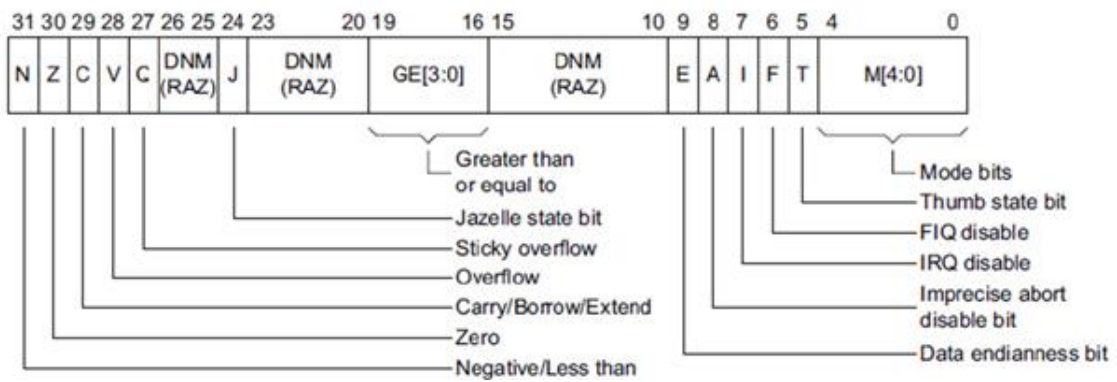 31 30 29 28 27 26 25 24 23 20 19 16 15 10 9 8 7 6 5 4 0
N Z C V Q DNM (RAZ) J DNM (RAZ) GE[3:0] DNM (RAZ) E A I F T M[4:0]
Greater than
or equal to
Jazelle state bit
Sticky overflow
Overflow
Carry/Borrow/Extend
Zero
Negative/Less than
Mode bits
Thumb state bit
FIQ disable
IRQ disable
Imprecise abort
disable bit
Data endianness bit